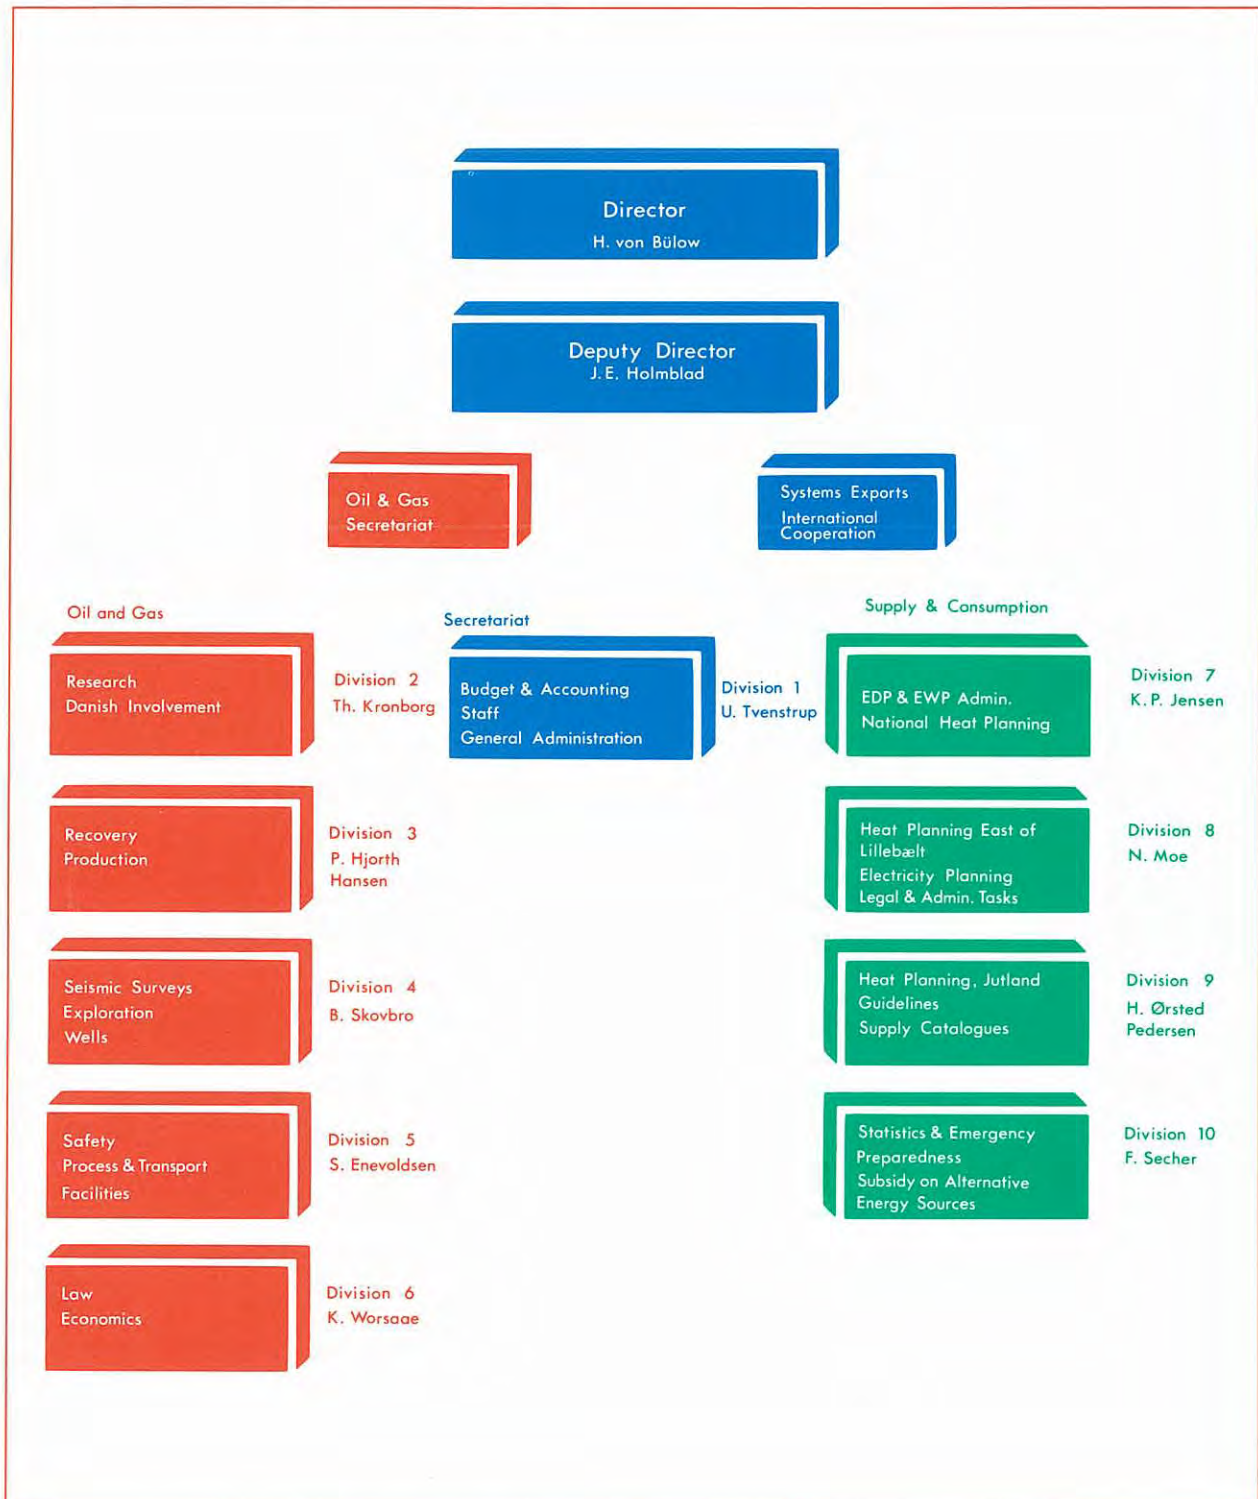 Director
H. von Bülow
Deputy Director
J. E. Holmblad
Oil & Gas
Secretariat
Systems Exports
International
Cooperation
Oil and Gas
Research
Danish Involvement
Division 2
Th. Kronborg
Recovery
Production
Division 3
P. Hjorth
Hansen
Seismic Surveys
Exploration
Wells
Division 4
B. Skovbro
Safety
Process & Transport
Facilities
Division 5
S. Enevoldsen
Law
Economics
Division 6
K. Worsaae
Secretariat
Budget & Accounting
Staff
General Administration
Division 1
U. Tvenstrup
Supply & Consumption
EDP & EWP Admin.
National Heat Planning
Division 7
K. P. Jensen
Heat Planning East of
Lillebælt
Electricity Planning
Legal & Admin. Tasks
Division 8
N. Moe
Heat Planning, Jutland
Guidelines
Supply Catalogues
Division 9
H. Ørsted
Pedersen
Statistics & Emergency
Preparedness
Subsidy on Alternative
Energy Sources
Division 10
F. Secher